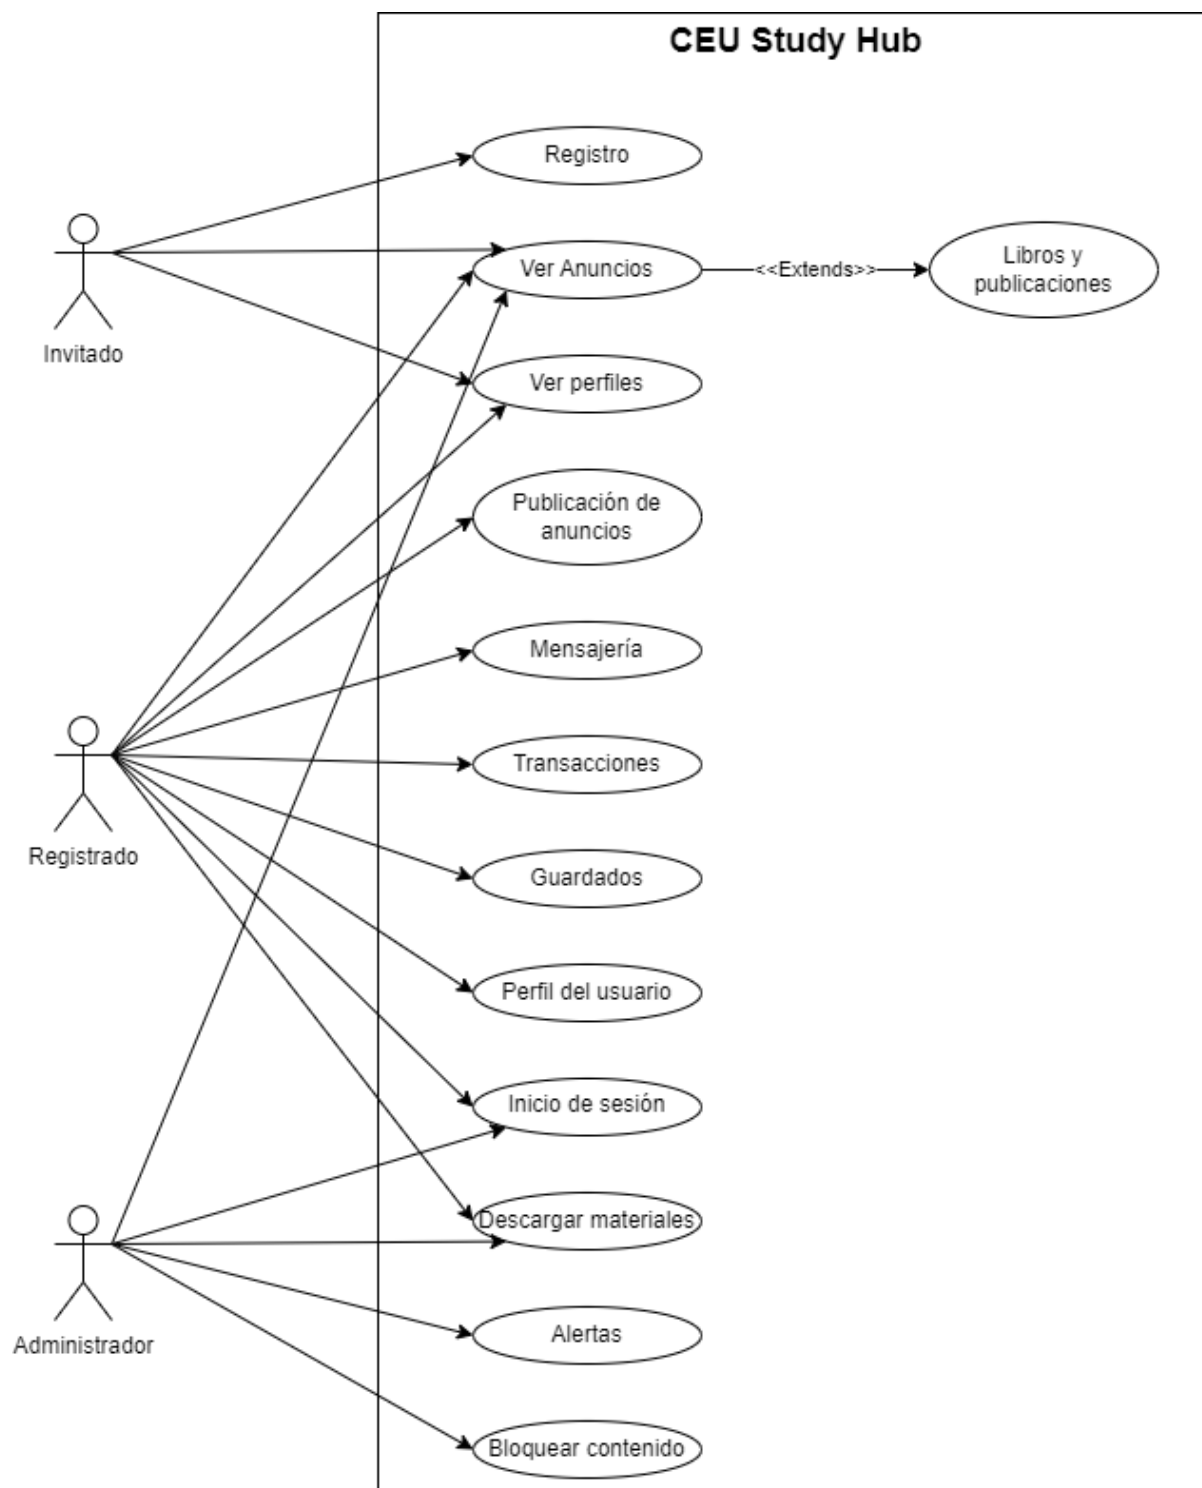 CEU Study Hub
Registro
Ver Anuncios
<<Extends>>
Libros y
publicaciones
Invitado
Ver perfiles
Publicación de
anuncios
Mensajería
Registrado
Transacciones
Guardados
Perfil del usuario
Inicio de sesión
Descargar materiales
Administrador
Alertas
Bloquear contenido